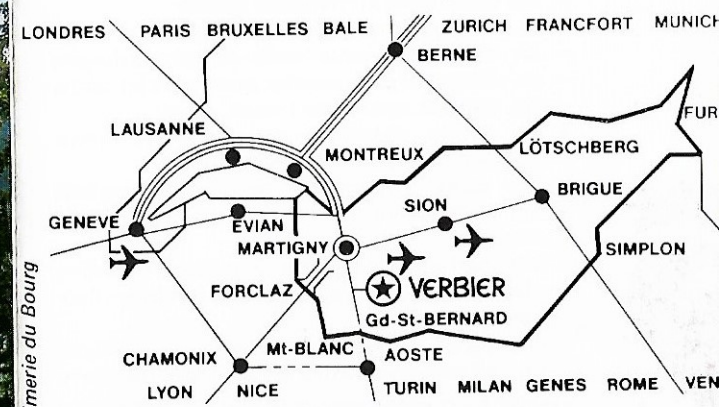 LONDRES PARIS BRUXELLES BALE ZURICH FRANCFORT MUNICH
BERNE
LAUSANNE
MONTREUX
LÖTSCHBERG
FUR
BRIGUE
GENEVE
EVIAN
SION
MARTIGNY
SIMPLON
FORCLAZ
VERBIER
Gd-St-BERNARD
CHAMONIX
Mt-BLANC
AOSTE
LYON NICE
TURIN MILAN GENES ROME VEN
merie du Bourg